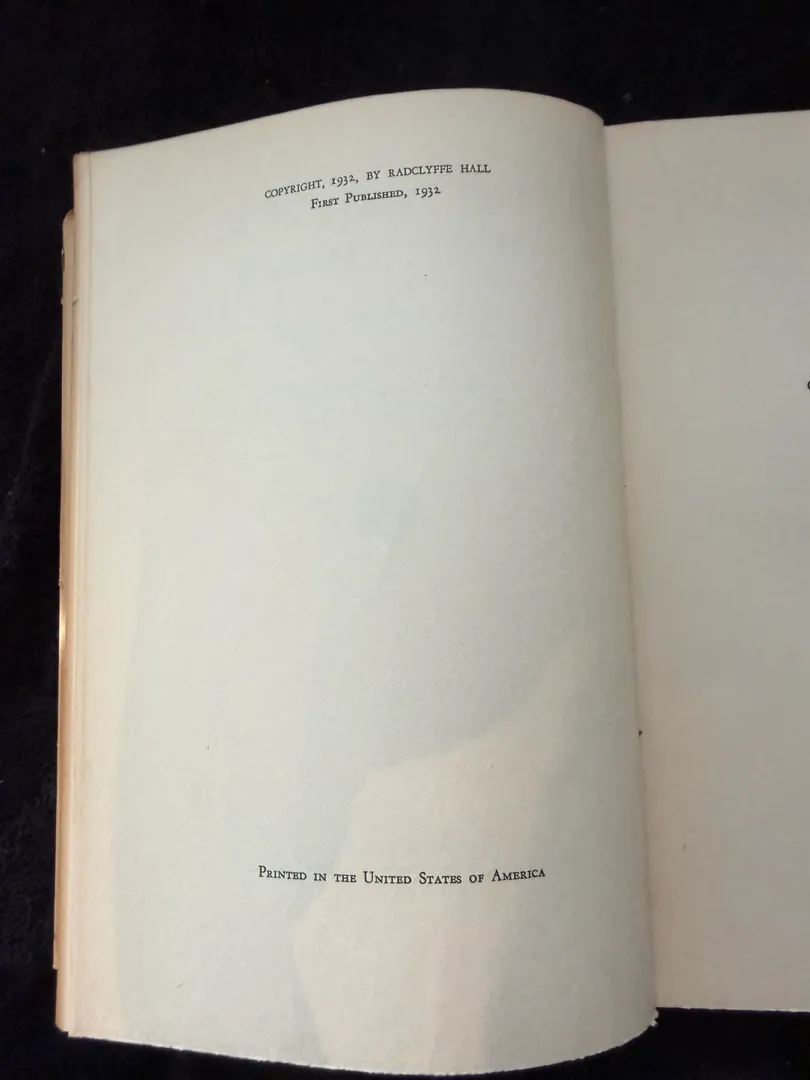 COPYRIGHT, 1932, BY RADCLYFFE HALL
FIRST PUBLISHED, 1932
PRINTED IN THE UNITED STATES OF AMERICA